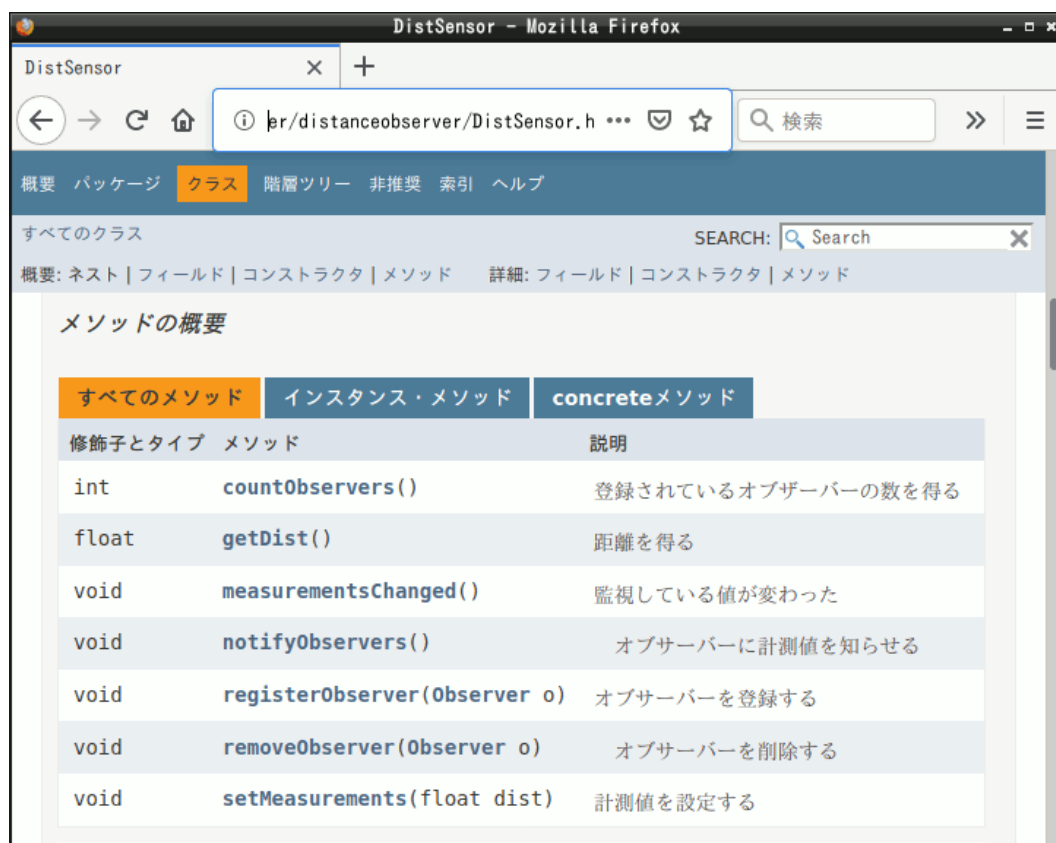 DistSensor - Mozilla Firefox
DistSensor
er/distanceobserver/DistSensor.h ••• 検索
概要 パッケージ クラス 階層ツリー 非推奨 索引 ヘルプ
すべてのクラス SEARCH: Search
概要: ネスト | フィールド | コンストラクタ | メソッド 詳細: フィールド | コンストラクタ | メソッド
メソッドの概要
すべてのメソッド インスタンス・メソッド concreteメソッド
修飾子とタイプ メソッド 説明
int countObservers() 登録されているオブザーバーの数を得る
float getDist() 距離を得る
void measurementsChanged() 監視している値が変わった
void notifyObservers() オブサーバーに計測値を知らせる
void registerObserver(Observer o) オブサーバーを登録する
void removeObserver(Observer o) オブサーバーを削除する
void setMeasurements(float dist) 計測値を設定する